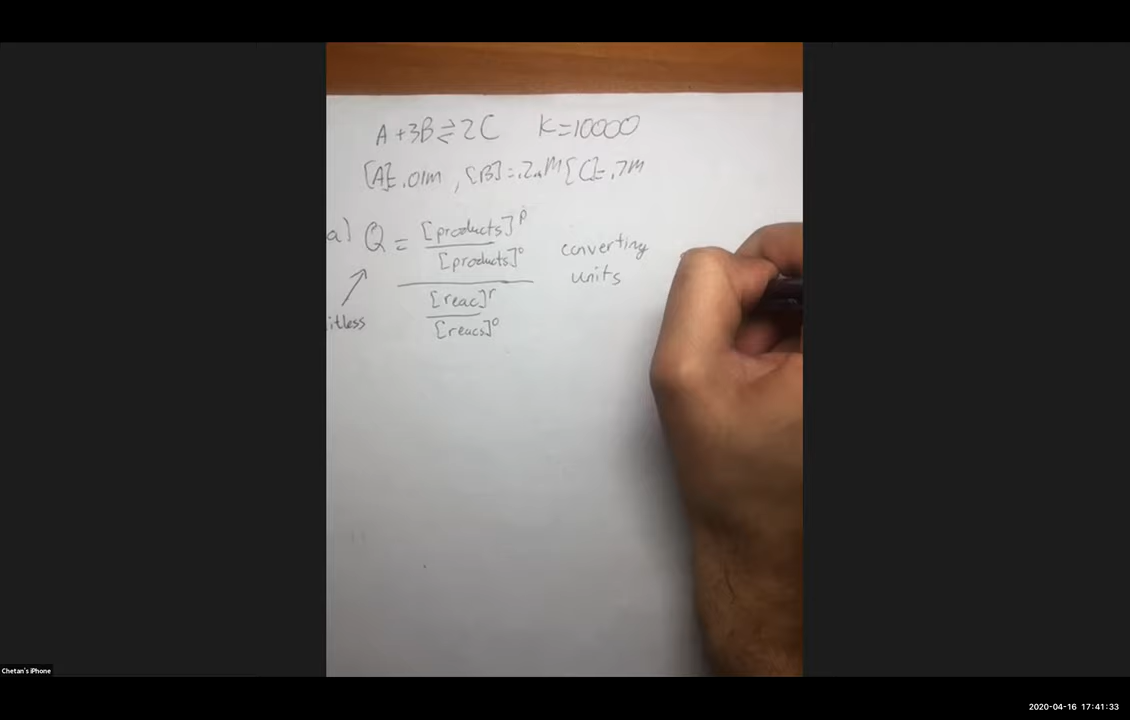 A + 3B ⇌ 2C K = 10000
[A] = .01M , [B] = .2M [C] = .7M
a) Q = [products]^p / [products]^o converting
units
[reac]^r / [reacs]^o
itless
Chetan's iPhone
2020-04-16 17:41:33